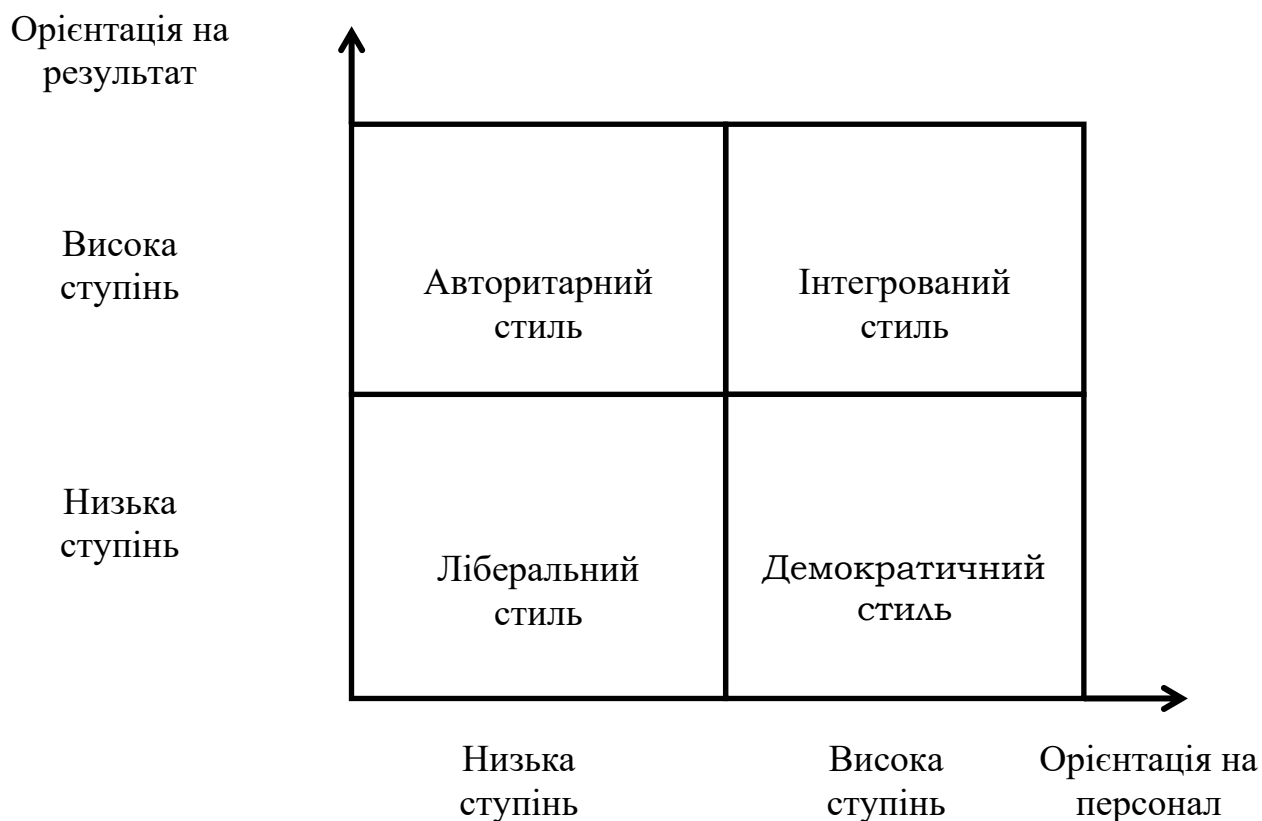 Орієнтація на
результат
Висока
ступінь
Авторитарний
стиль
Інтегрований
стиль
Низька
ступінь
Ліберальний
стиль
Демократичний
стиль
Низька
ступінь
Висока
ступінь
Орієнтація на
персонал